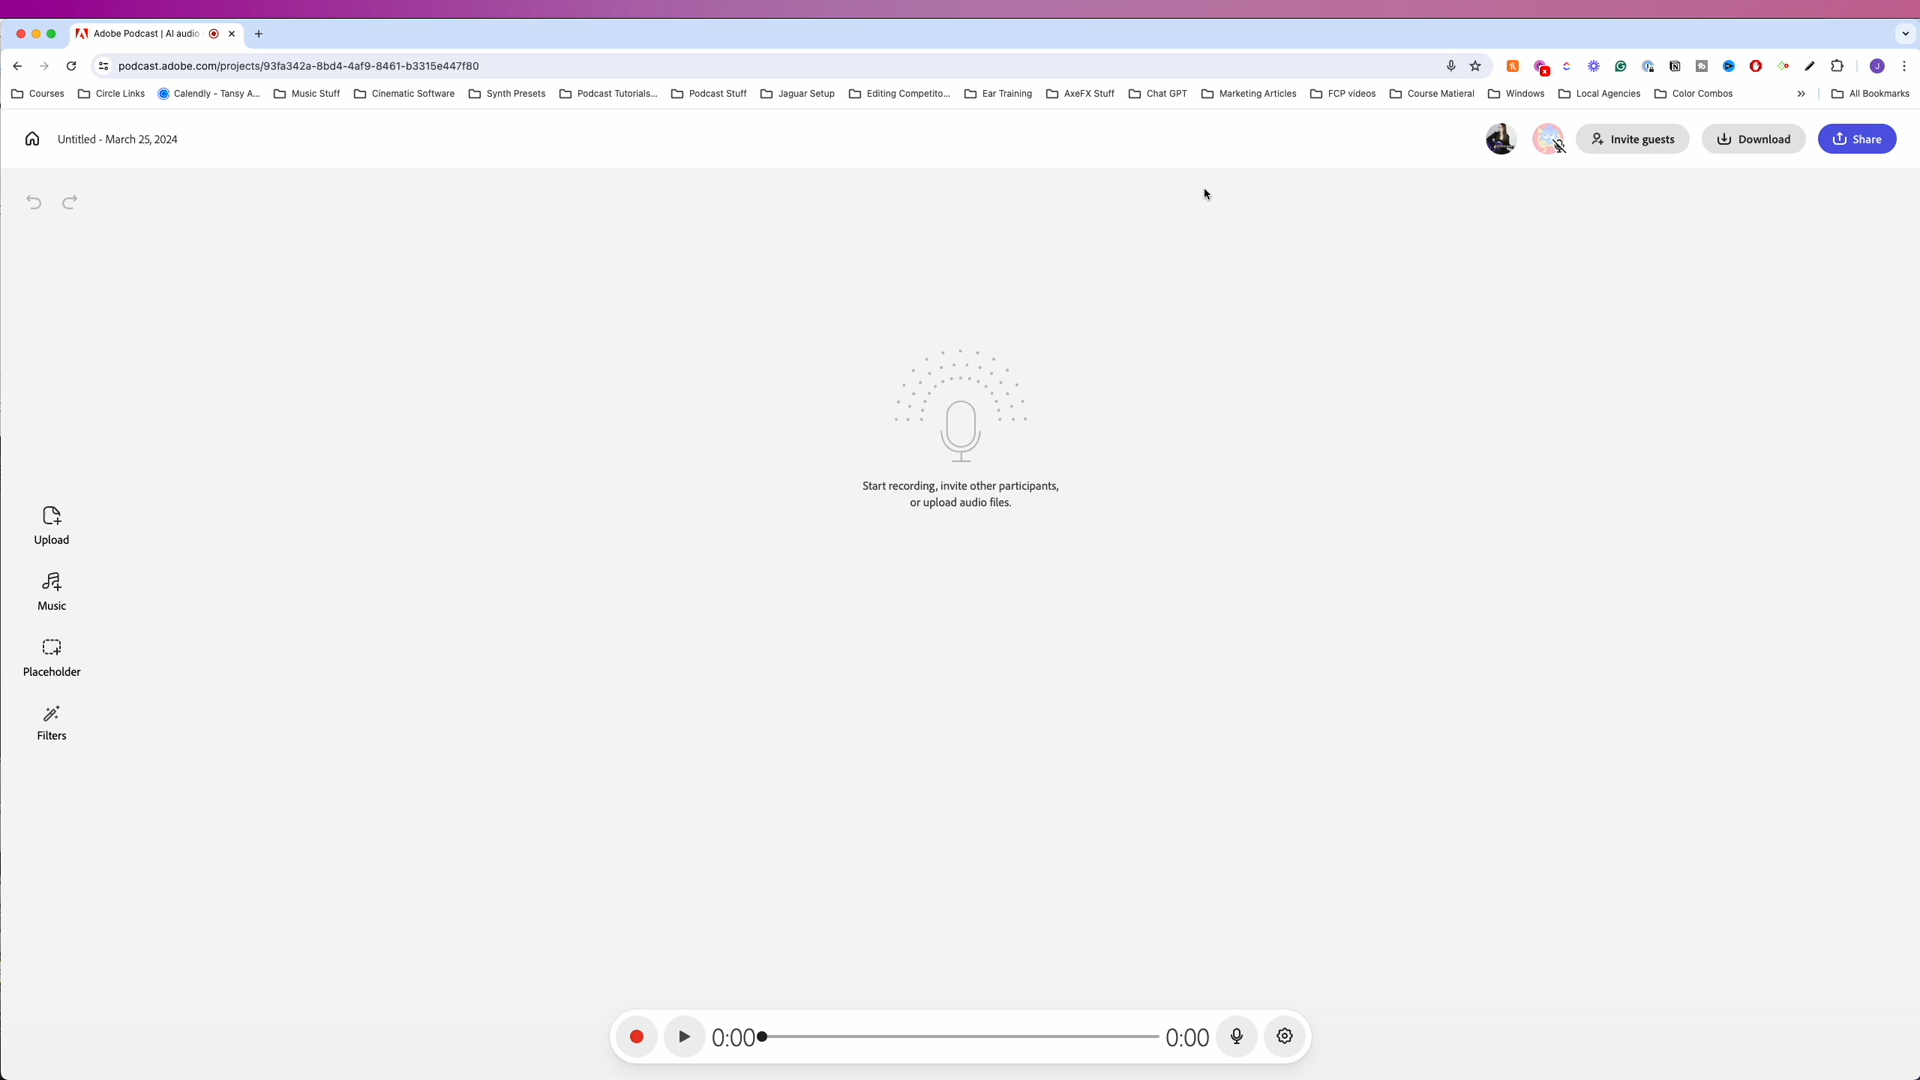 Adobe Podcast | AI audio
podcast.adobe.com/projects/93fa342a-8bd4-4af9-8461-b3315e447f80
Courses Circle Links Calendly - Tansy A... Music Stuff Cinematic Software Synth Presets Podcast Tutorials... Podcast Stuff Jaguar Setup Editing Competito... Ear Training AxeFX Stuff Chat GPT Marketing Articles FCP videos Course Matieral Windows Local Agencies Color Combos All Bookmarks
Untitled - March 25, 2024 Invite guests Download Share
Start recording, invite other participants,
or upload audio files.
Upload
Music
Placeholder
Filters
0:00 0:00